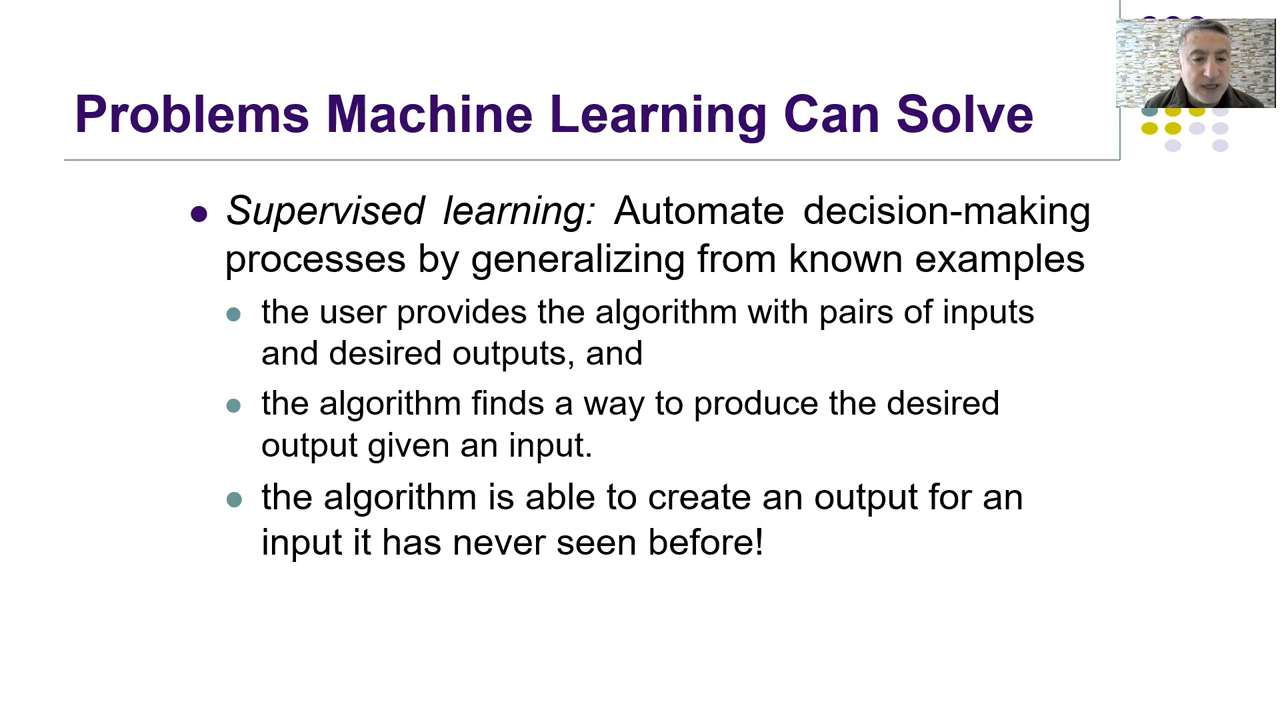 Problems Machine Learning Can Solve
Supervised learning: Automate decision-making
processes by generalizing from known examples
the user provides the algorithm with pairs of inputs
and desired outputs, and
the algorithm finds a way to produce the desired
output given an input.
the algorithm is able to create an output for an
input it has never seen before!